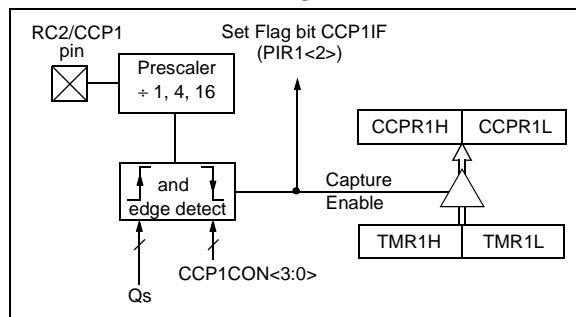 RC2/CCP1
pin
Prescaler
÷ 1, 4, 16
Set Flag bit CCP1IF
(PIR1<2>)
CCPR1H
CCPR1L
and
edge detect
Capture
Enable
TMR1H
TMR1L
CCP1CON<3:0>
Qs